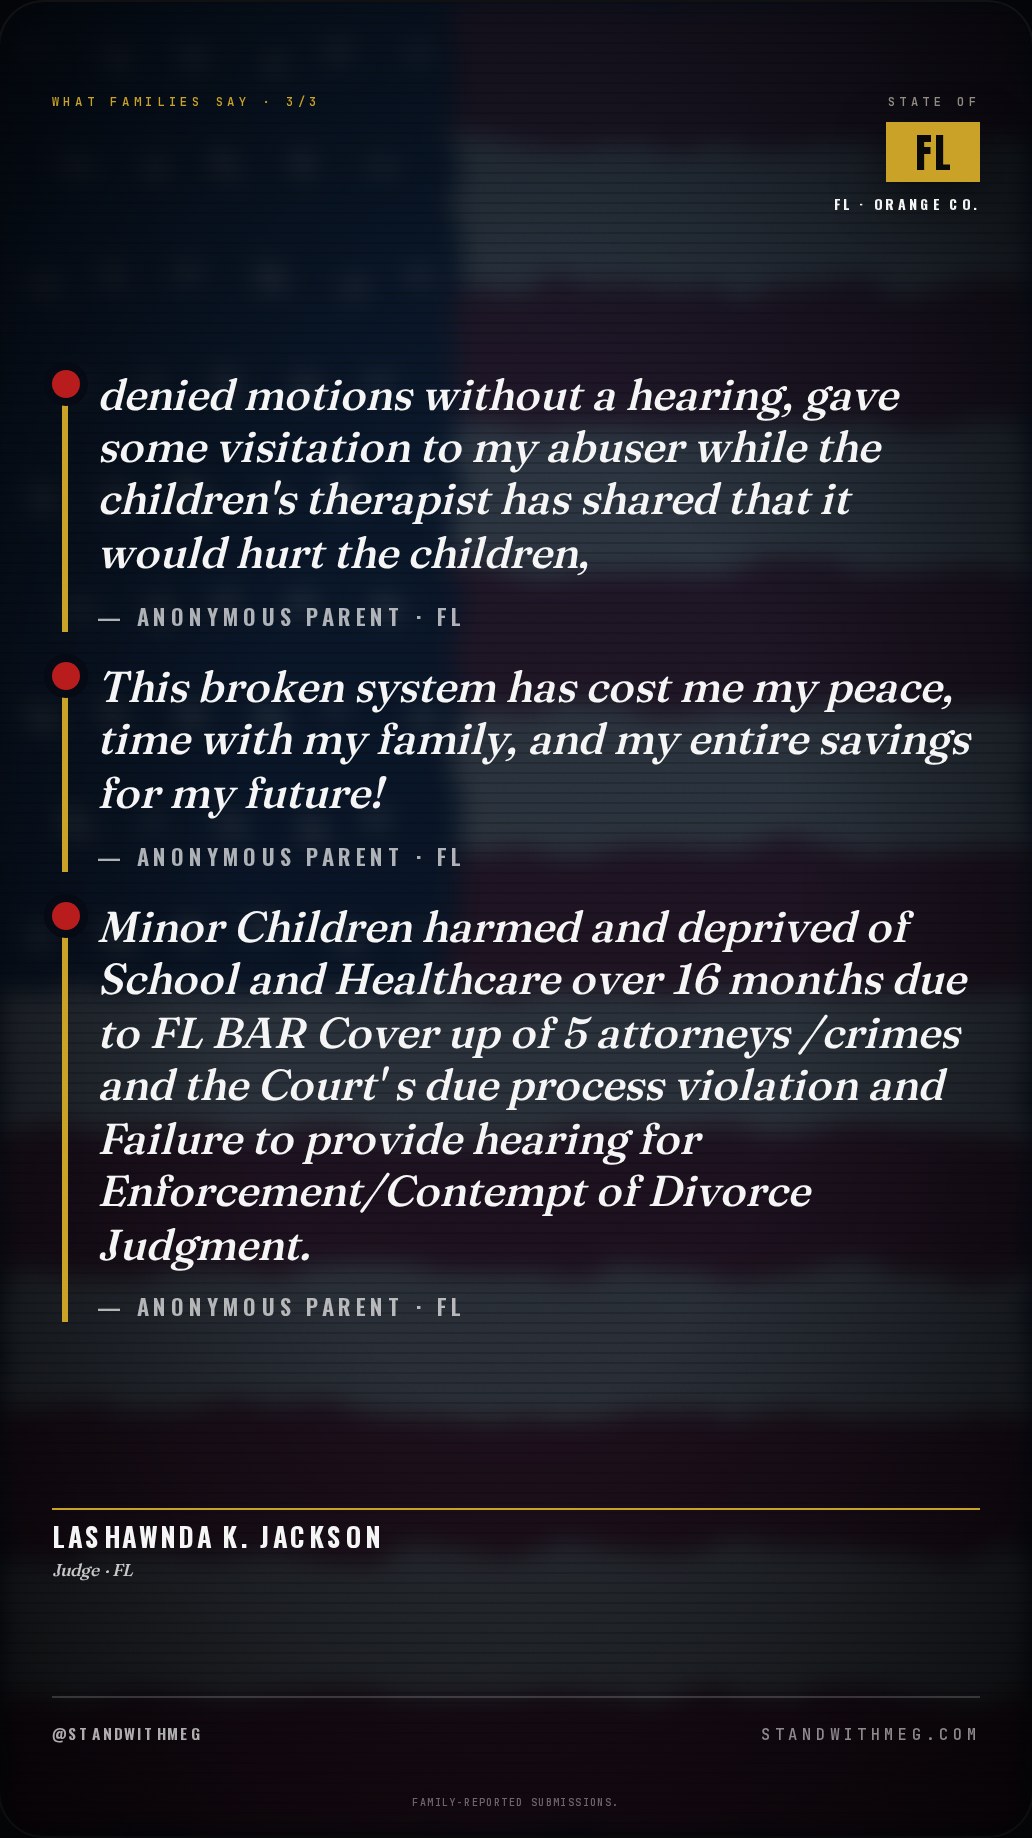 WHAT FAMILIES SAY · 3/3
STATE OF
FL
FL · ORANGE CO.
denied motions without a hearing, gave
some visitation to my abuser while the
children's therapist has shared that it
would hurt the children,
— ANONYMOUS PARENT · FL
This broken system has cost me my peace,
time with my family, and my entire savings
for my future!
— ANONYMOUS PARENT · FL
Minor Children harmed and deprived of
School and Healthcare over 16 months due
to FL BAR Cover up of 5 attorneys /crimes
and the Court' s due process violation and
Failure to provide hearing for
Enforcement/Contempt of Divorce
Judgment.
— ANONYMOUS PARENT · FL
LASHAWNDA K. JACKSON
Judge · FL
@STANDWITHMEG
STANDWITHMEG.COM
FAMILY-REPORTED SUBMISSIONS.